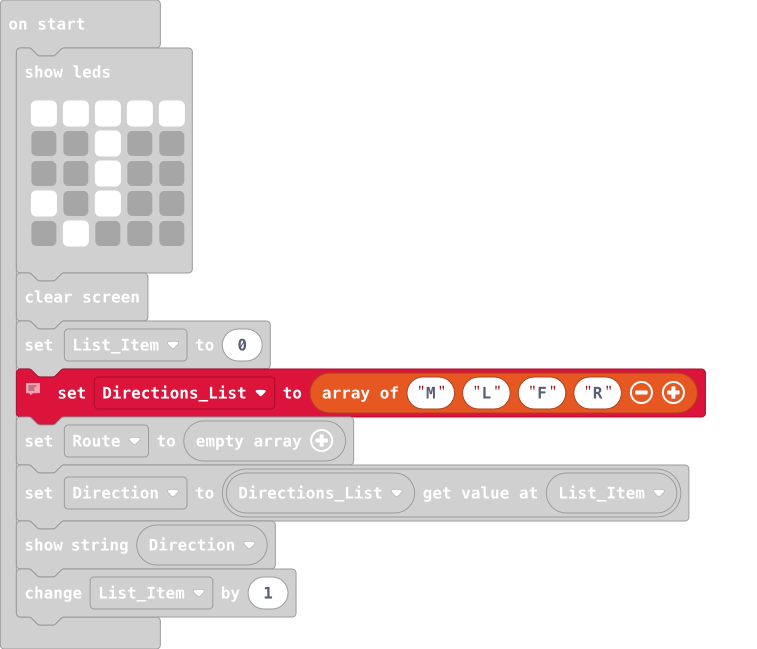 on start
show leds
clear screen
set List_Item to 0
set Directions_List to array of "M" "L" "F" "R"
set Route to empty array
set Direction to Directions_List get value at List_Item
show string Direction
change List_Item by 1